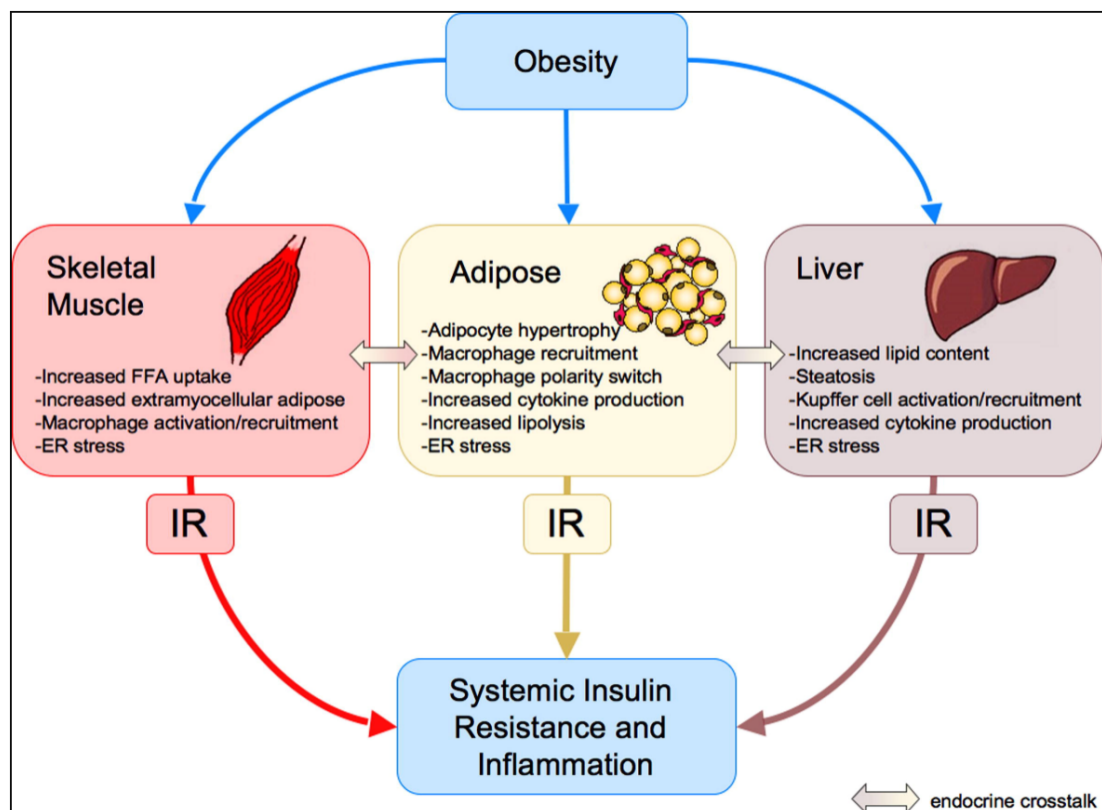 Obesity
Skeletal
Muscle
-Increased FFA uptake
-Increased extramyocellular adipose
-Macrophage activation/recruitment
-ER stress
Adipose
-Adipocyte hypertrophy
-Macrophage recruitment
-Macrophage polarity switch
-Increased cytokine production
-Increased lipolysis
-ER stress
Liver
-Increased lipid content
-Steatosis
-Kupffer cell activation/recruitment
-Increased cytokine production
-ER stress
IR
IR
IR
Systemic Insulin
Resistance and
Inflammation
endocrine crosstalk